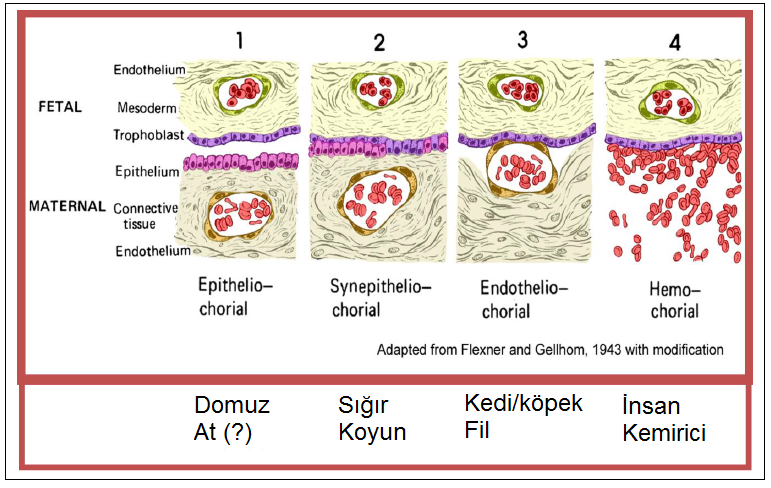 1 2 3 4
Endothelium
FETAL
Mesoderm
Trophoblast
Epithelium
MATERNAL
Connective
tissue
Endothelium
Epithelio–
chorial
Synepithelio–
chorial
Endothelio–
chorial
Hemo–
chorial
Adapted from Flexner and Gellhom, 1943 with modification
Domuz
At (?)
Sığır
Koyun
Kedi/köpek
Fil
İnsan
Kemirici